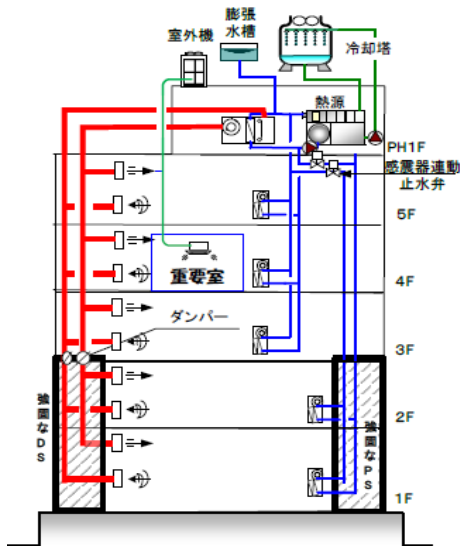 膨張
水槽
室外機
冷却塔
熱源
PH1F
感震器連動
止水弁
5F
重要室
4F
ダンパー
3F
強固なDS
強固なPS
2F
1F